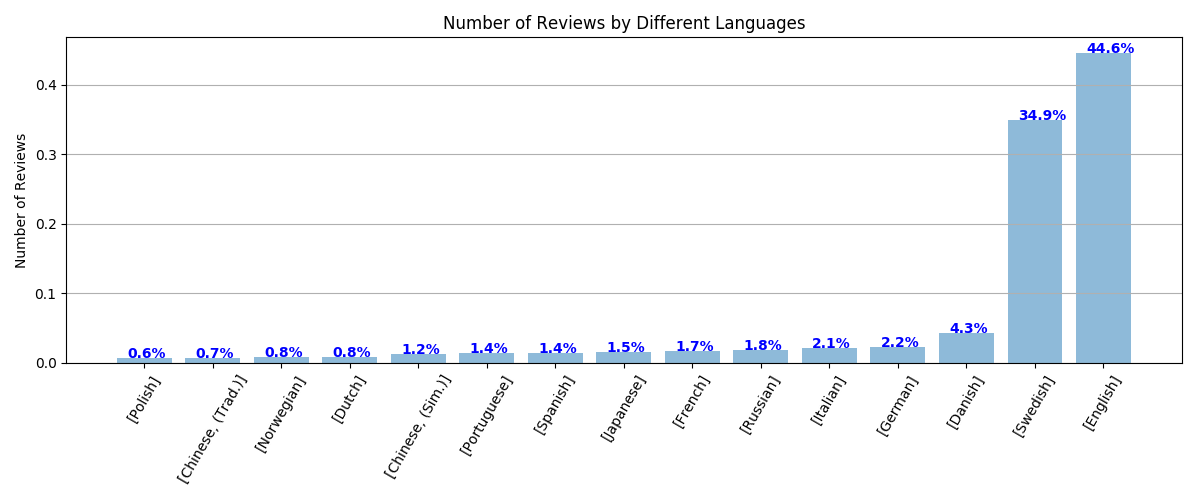 Number of Reviews by Different Languages
Number of Reviews
0.4
0.3
0.2
0.1
0.0
0.6%
0.7%
0.8%
0.8%
1.2%
1.4%
1.4%
1.5%
1.7%
1.8%
2.1%
2.2%
4.3%
34.9%
44.6%
[Polish]
[Chinese, (Trad.)]
[Norwegian]
[Dutch]
[Chinese, (Sim.)]
[Portuguese]
[Spanish]
[Japanese]
[French]
[Russian]
[Italian]
[German]
[Danish]
[Swedish]
[English]